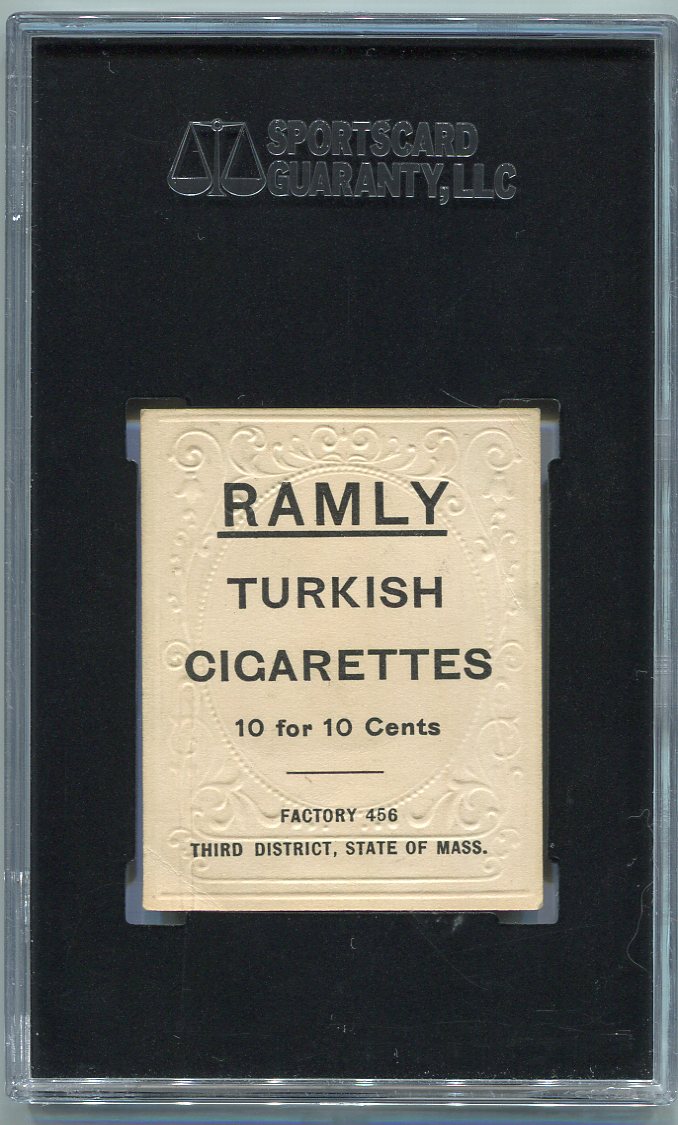 SPORTSCARD
GUARANTY, LLC
RAMLY
TURKISH
CIGARETTES
10 for 10 Cents
FACTORY 456
THIRD DISTRICT, STATE OF MASS.